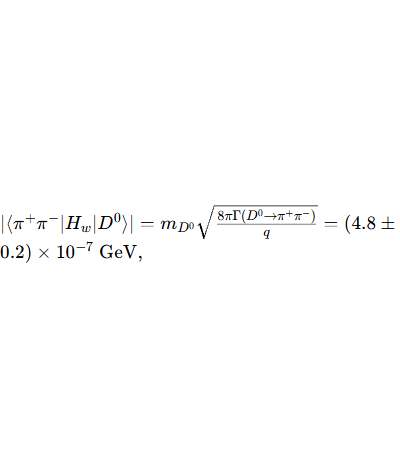 |⟨π⁺π⁻|H_w|D⁰⟩| = m_{D⁰} √(8πΓ(D⁰→π⁺π⁻)/q) = (4.8 ±
0.2) × 10⁻⁷ GeV,